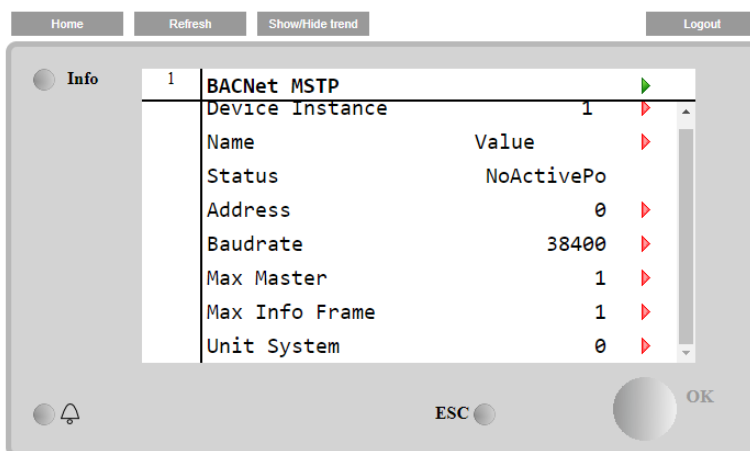 Home Refresh Show/Hide trend Logout
Info
1 BACNet MSTP
Device Instance 1
Name Value
Status NoActivePo
Address 0
Baudrate 38400
Max Master 1
Max Info Frame 1
Unit System 0
ESC OK